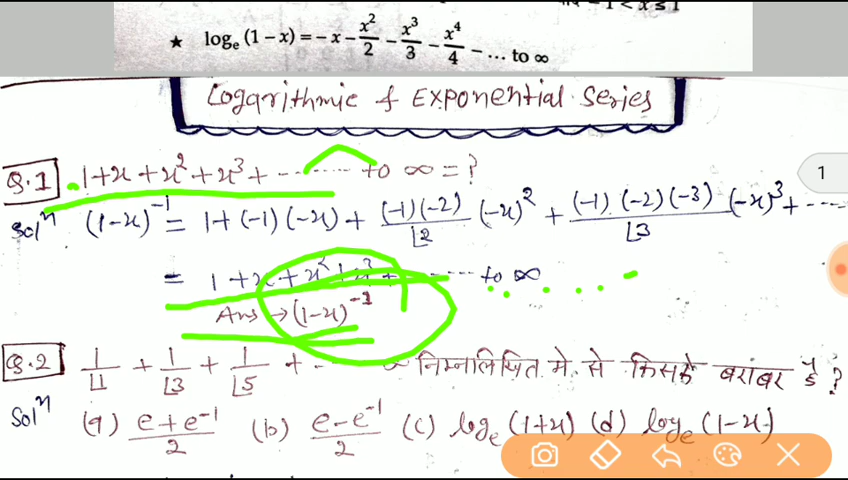 ★ logₑ (1 − x) = − x − x²/2 − x³/3 − x⁴/4 − ... to ∞
Logarithmic & Exponential Series
Q.1 1+x+x²+x³+ ........ to ∞ = ?
Solⁿ (1-x)⁻¹ = 1+(-1)(-x) + (-1)(-2)/⌊2 (-x)² + (-1)(-2)(-3)/⌊3 (-x)³ + ....
1
= 1+x+x²+x³+ ...... to ∞
Ans → (1-x)⁻¹
Q.2 1/⌊1 + 1/⌊3 + 1/⌊5 + ..... ∞ निम्नलिखित में से किसके बराबर है ?
Solⁿ (a) e+e⁻¹/2 (b) e-e⁻¹/2 (c) logₑ (1+x) (d) logₑ (1-x)